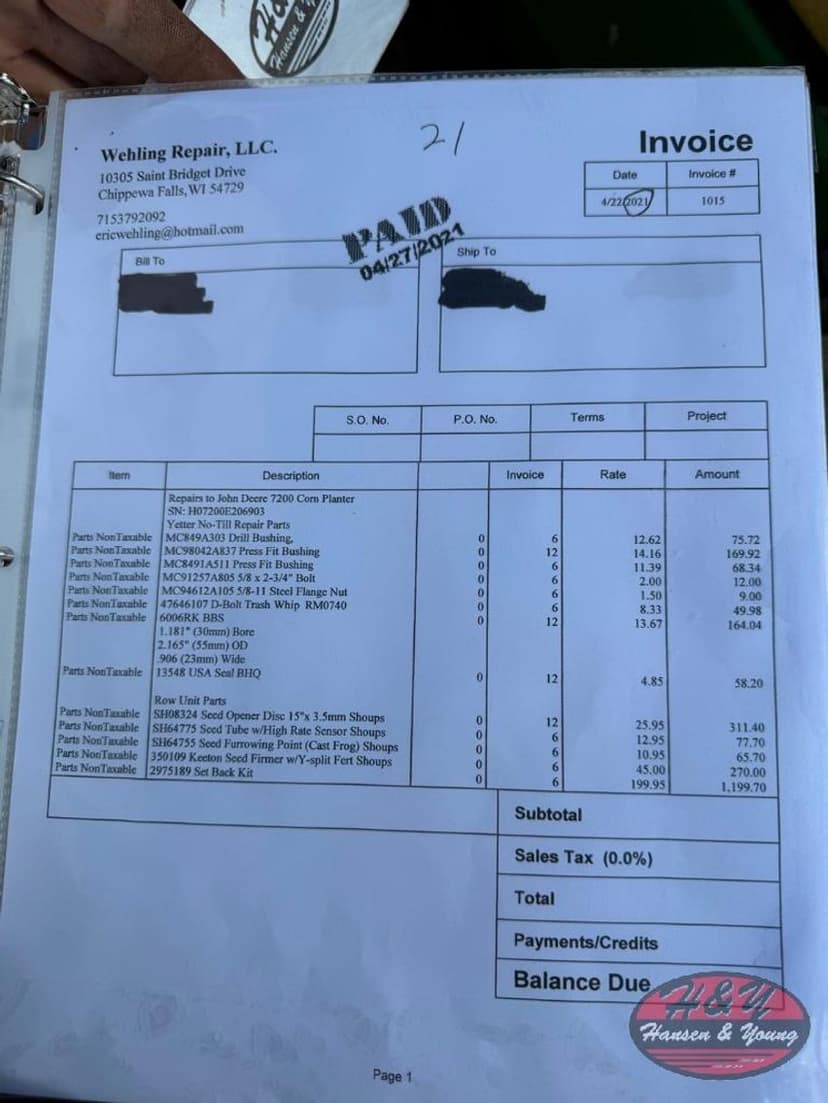 Hansen &
21
Wehling Repair, LLC.
10305 Saint Bridget Drive
Chippewa Falls, WI 54729
7153792092
ericwehling@hotmail.com
Invoice
Date Invoice #
4/22/2021 1015
PAID
04/27/2021
Bill To
Ship To
S.O. No. P.O. No. Terms Project
Item Description Invoice Rate Amount
Repairs to John Deere 7200 Corn Planter
SN: H07200E206903
Yetter No-Till Repair Parts
Parts NonTaxable MC849A303 Drill Bushing, 0 6 12.62 75.72
Parts NonTaxable MC98042A837 Press Fit Bushing 0 12 14.16 169.92
Parts NonTaxable MC8491A511 Press Fit Bushing 0 6 11.39 68.34
Parts NonTaxable MC91257A805 5/8 x 2-3/4" Bolt 0 6 2.00 12.00
Parts NonTaxable MC94612A105 5/8-11 Steel Flange Nut 0 6 1.50 9.00
Parts NonTaxable 47646107 D-Bolt Trash Whip RM0740 0 6 8.33 49.98
Parts NonTaxable 6006RK BBS 0 12 13.67 164.04
1.181" (30mm) Bore
2.165" (55mm) OD
.906 (23mm) Wide
Parts NonTaxable 13548 USA Seal BHQ 0 12 4.85 58.20
Row Unit Parts
Parts NonTaxable SH08324 Seed Opener Disc 15"x 3.5mm Shoups 0 12 25.95 311.40
Parts NonTaxable SH64775 Seed Tube w/High Rate Sensor Shoups 0 6 12.95 77.70
Parts NonTaxable SH64755 Seed Furrowing Point (Cast Frog) Shoups 0 6 10.95 65.70
Parts NonTaxable 350109 Keeton Seed Firmer w/Y-split Fert Shoups 0 6 45.00 270.00
Parts NonTaxable 2975189 Set Back Kit 0 6 199.95 1,199.70
Subtotal
Sales Tax (0.0%)
Total
Payments/Credits
Balance Due
H&Y
Hansen & Young
Page 1